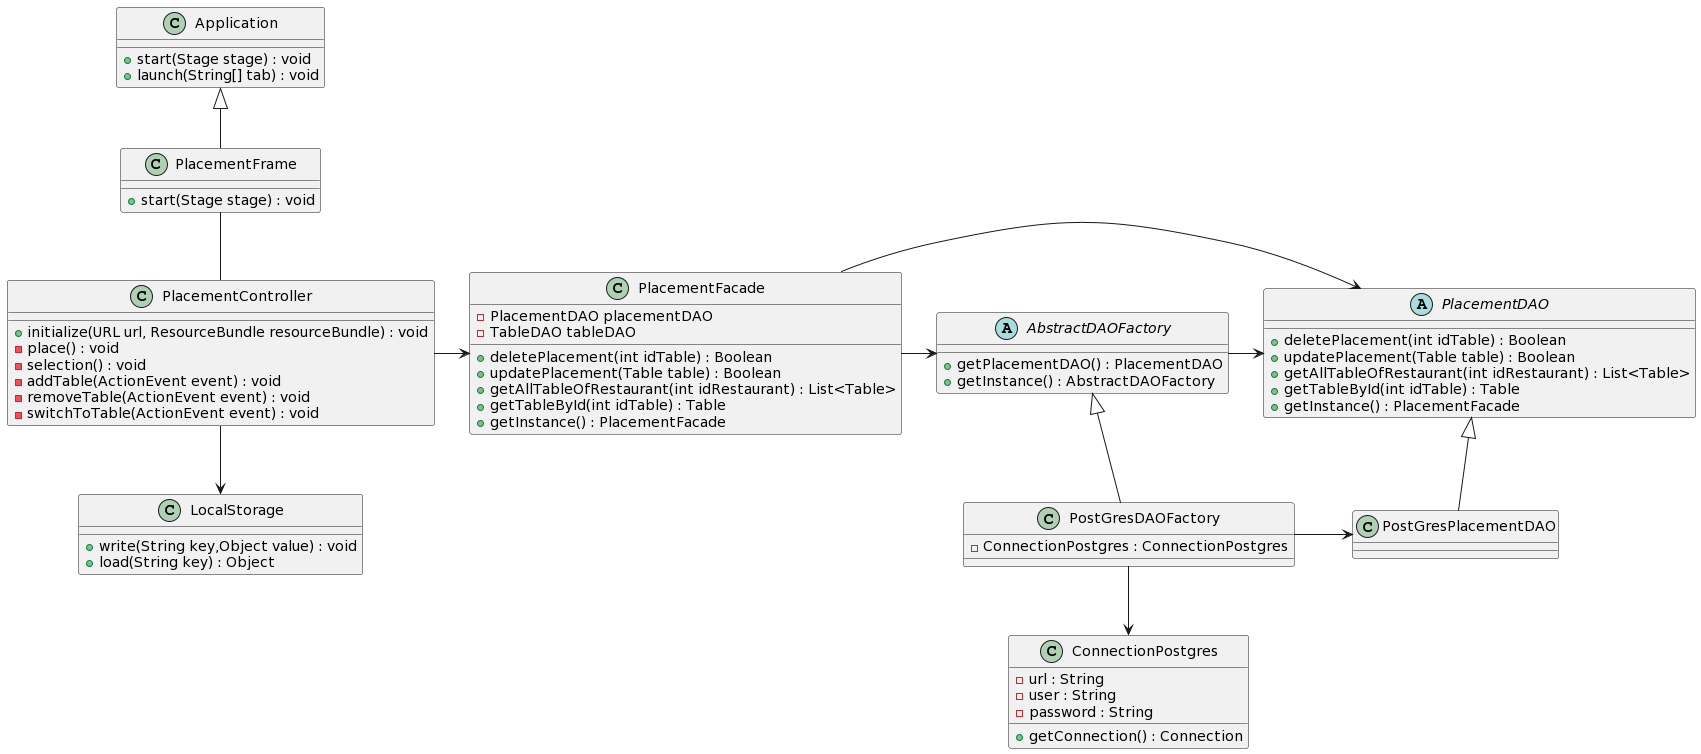 C Application
start(Stage stage) : void
launch(String[] tab) : void
C PlacementFrame
start(Stage stage) : void
C PlacementController
initialize(URL url, ResourceBundle resourceBundle) : void
place() : void
selection() : void
addTable(ActionEvent event) : void
removeTable(ActionEvent event) : void
switchToTable(ActionEvent event) : void
C PlacementFacade
PlacementDAO placementDAO
TableDAO tableDAO
deletePlacement(int idTable) : Boolean
updatePlacement(Table table) : Boolean
getAllTableOfRestaurant(int idRestaurant) : List<Table>
getTableById(int idTable) : Table
getInstance() : PlacementFacade
A AbstractDAOFactory
getPlacementDAO() : PlacementDAO
getInstance() : AbstractDAOFactory
A PlacementDAO
deletePlacement(int idTable) : Boolean
updatePlacement(Table table) : Boolean
getAllTableOfRestaurant(int idRestaurant) : List<Table>
getTableById(int idTable) : Table
getInstance() : PlacementFacade
C LocalStorage
write(String key,Object value) : void
load(String key) : Object
C PostGresDAOFactory
ConnectionPostgres : ConnectionPostgres
C PostGresPlacementDAO
C ConnectionPostgres
url : String
user : String
password : String
getConnection() : Connection